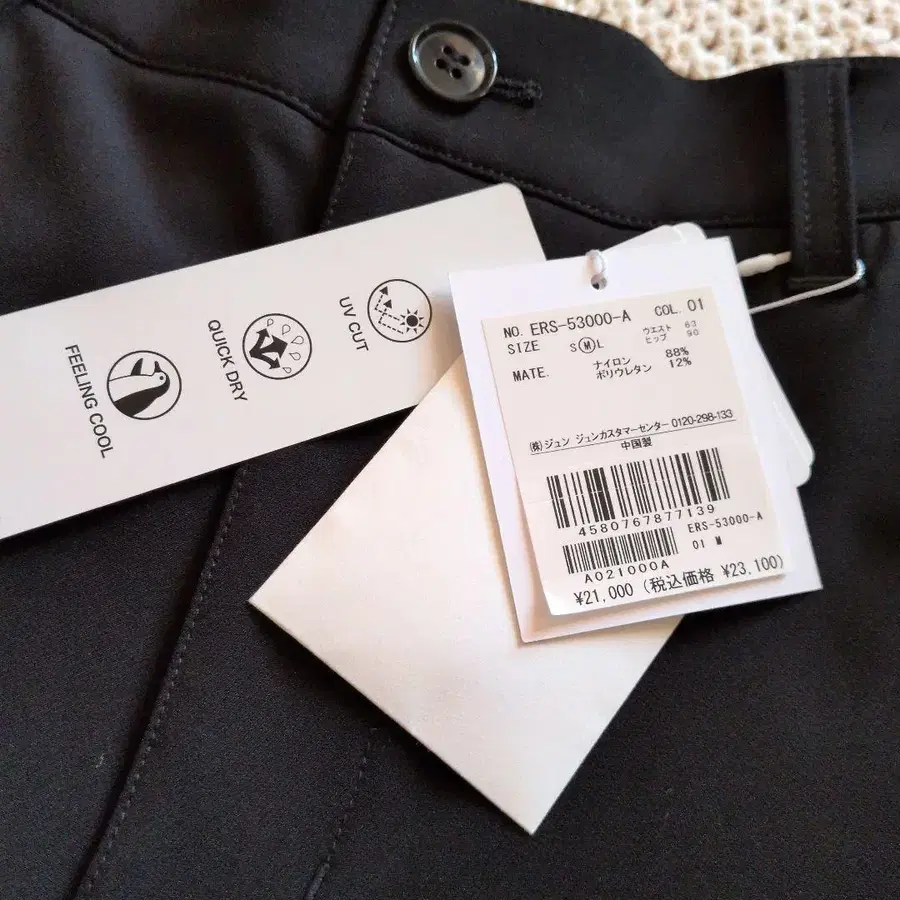 FEELING COOL
QUICK DRY
UV CUT
NO. ERS-53000-A COL. 01
SIZE S M L ウエスト 63
ヒップ 90
MATE. ナイロン 88%
ポリウレタン 12%
㈱ジュン ジュンカスタマーセンター 0120-298-133
中国製
4580767877139
ERS-53000-A
A021000A 01 M
¥21,000 (税込価格 ¥23,100)